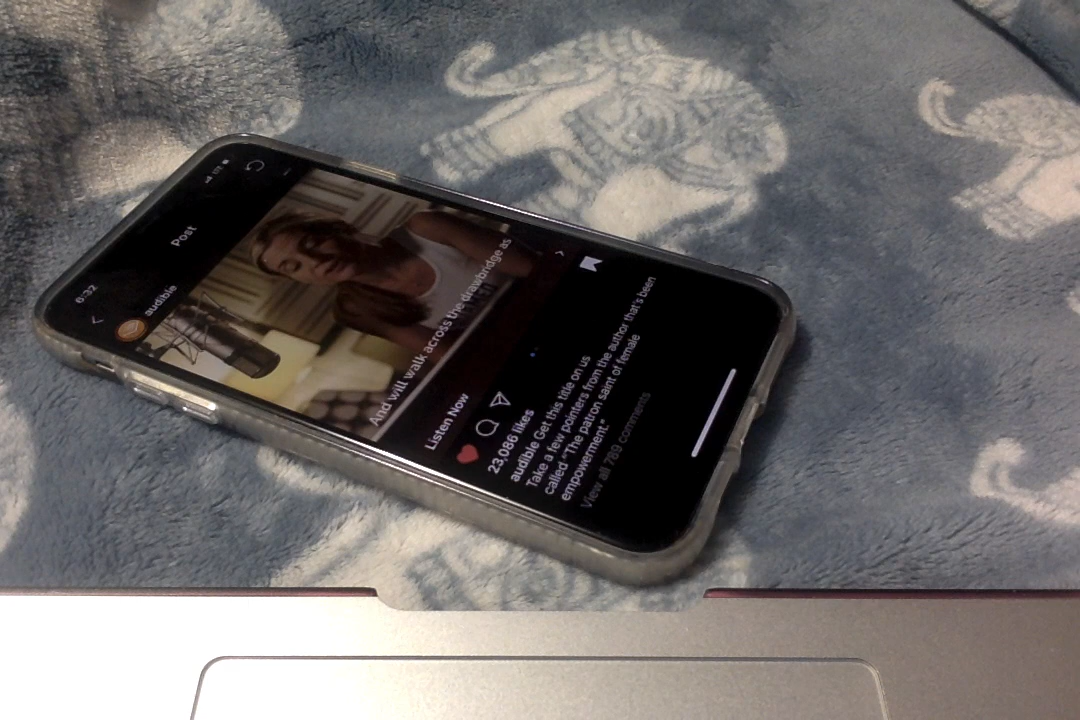 6:32
Post
audible
And will walk across the drawbridge as
Listen Now
23,086 likes
audible Get this title on us
Take a few pointers from the author that's been
called "The patron saint of female
empowerment."
View all 769 comments